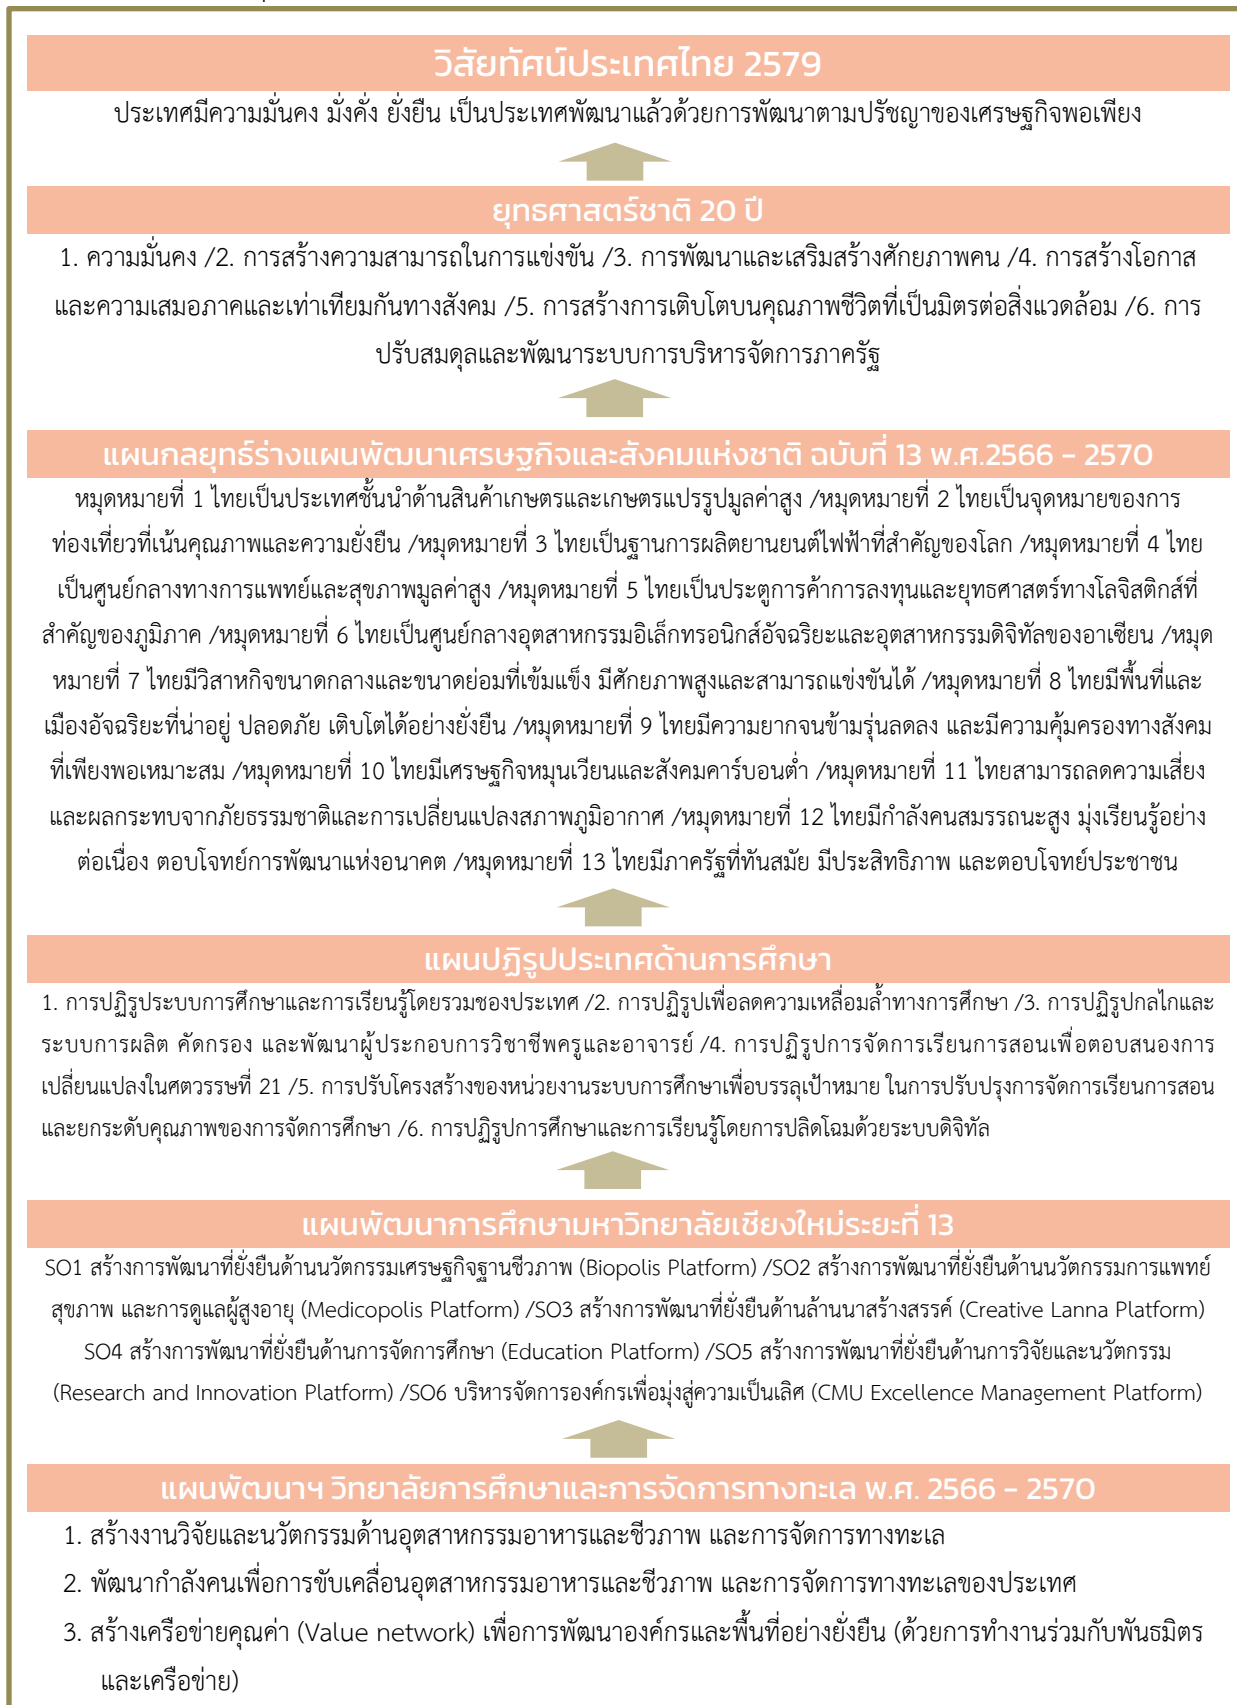 วิสัยทัศน์ประเทศไทย 2579
ประเทศมีความมั่นคง มั่งคั่ง ยั่งยืน เป็นประเทศพัฒนาแล้วด้วยการพัฒนาตามปรัชญาของเศรษฐกิจพอเพียง
ยุทธศาสตร์ชาติ 20 ปี
1. ความมั่นคง /2. การสร้างความสามารถในการแข่งขัน /3. การพัฒนาและเสริมสร้างศักยภาพคน /4. การสร้างโอกาส
และความเสมอภาคและเท่าเทียมกันทางสังคม /5. การสร้างการเติบโตบนคุณภาพชีวิตที่เป็นมิตรต่อสิ่งแวดล้อม /6. การ
ปรับสมดุลและพัฒนาระบบการบริหารจัดการภาครัฐ
แผนกลยุทธ์ร่างแผนพัฒนาเศรษฐกิจและสังคมแห่งชาติ ฉบับที่ 13 พ.ศ.2566 - 2570
หมุดหมายที่ 1 ไทยเป็นประเทศชั้นนำด้านสินค้าเกษตรและเกษตรแปรรูปมูลค่าสูง /หมุดหมายที่ 2 ไทยเป็นจุดหมายของการ
ท่องเที่ยวที่เน้นคุณภาพและความยั่งยืน /หมุดหมายที่ 3 ไทยเป็นฐานการผลิตยานยนต์ไฟฟ้าที่สำคัญของโลก /หมุดหมายที่ 4 ไทย
เป็นศูนย์กลางทางการแพทย์และสุขภาพมูลค่าสูง /หมุดหมายที่ 5 ไทยเป็นประตูการค้าการลงทุนและยุทธศาสตร์ทางโลจิสติกส์ที่
สำคัญของภูมิภาค /หมุดหมายที่ 6 ไทยเป็นศูนย์กลางอุตสาหกรรมอิเล็กทรอนิกส์อัจฉริยะและอุตสาหกรรมดิจิทัลของอาเซียน /หมุด
หมายที่ 7 ไทยมีวิสาหกิจขนาดกลางและขนาดย่อมที่เข้มแข็ง มีศักยภาพสูงและสามารถแข่งขันได้ /หมุดหมายที่ 8 ไทยมีพื้นที่และ
เมืองอัจฉริยะที่น่าอยู่ ปลอดภัย เติบโตได้อย่างยั่งยืน /หมุดหมายที่ 9 ไทยมีความยากจนข้ามรุ่นลดลง และมีความคุ้มครองทางสังคม
ที่เพียงพอเหมาะสม /หมุดหมายที่ 10 ไทยมีเศรษฐกิจหมุนเวียนและสังคมคาร์บอนต่ำ /หมุดหมายที่ 11 ไทยสามารถลดความเสี่ยง
และผลกระทบจากภัยธรรมชาติและการเปลี่ยนแปลงสภาพภูมิอากาศ /หมุดหมายที่ 12 ไทยมีกำลังคนสมรรถนะสูง มุ่งเรียนรู้อย่าง
ต่อเนื่อง ตอบโจทย์การพัฒนาแห่งอนาคต /หมุดหมายที่ 13 ไทยมีภาครัฐที่ทันสมัย มีประสิทธิภาพ และตอบโจทย์ประชาชน
แผนปฏิรูปประเทศด้านการศึกษา
1. การปฏิรูประบบการศึกษาและการเรียนรู้โดยรวมชองประเทศ /2. การปฏิรูปเพื่อลดความเหลื่อมล้ำทางการศึกษา /3. การปฏิรูปกลไกและ
ระบบการผลิต คัดกรอง และพัฒนาผู้ประกอบการวิชาชีพครูและอาจารย์ /4. การปฏิรูปการจัดการเรียนการสอนเพื่อตอบสนองการ
เปลี่ยนแปลงในศตวรรษที่ 21 /5. การปรับโครงสร้างของหน่วยงานระบบการศึกษาเพื่อบรรลุเป้าหมาย ในการปรับปรุงการจัดการเรียนการสอน
และยกระดับคุณภาพของการจัดการศึกษา /6. การปฏิรูปการศึกษาและการเรียนรู้โดยการปลิดโฉมด้วยระบบดิจิทัล
แผนพัฒนาการศึกษามหาวิทยาลัยเชียงใหม่ระยะที่ 13
SO1 สร้างการพัฒนาที่ยั่งยืนด้านนวัตกรรมเศรษฐกิจฐานชีวภาพ (Biopolis Platform) /SO2 สร้างการพัฒนาที่ยั่งยืนด้านนวัตกรรมการแพทย์
สุขภาพ และการดูแลผู้สูงอายุ (Medicopolis Platform) /SO3 สร้างการพัฒนาที่ยั่งยืนด้านล้านนาสร้างสรรค์ (Creative Lanna Platform)
SO4 สร้างการพัฒนาที่ยั่งยืนด้านการจัดการศึกษา (Education Platform) /SO5 สร้างการพัฒนาที่ยั่งยืนด้านการวิจัยและนวัตกรรม
(Research and Innovation Platform) /SO6 บริหารจัดการองค์กรเพื่อมุ่งสู่ความเป็นเลิศ (CMU Excellence Management Platform)
แผนพัฒนาฯ วิทยาลัยการศึกษาและการจัดการทางทะเล พ.ศ. 2566 - 2570
1. สร้างงานวิจัยและนวัตกรรมด้านอุตสาหกรรมอาหารและชีวภาพ และการจัดการทางทะเล
2. พัฒนากำลังคนเพื่อการขับเคลื่อนอุตสาหกรรมอาหารและชีวภาพ และการจัดการทางทะเลของประเทศ
3. สร้างเครือข่ายคุณค่า (Value network) เพื่อการพัฒนาองค์กรและพื้นที่อย่างยั่งยืน (ด้วยการทำงานร่วมกับพันธมิตร
และเครือข่าย)